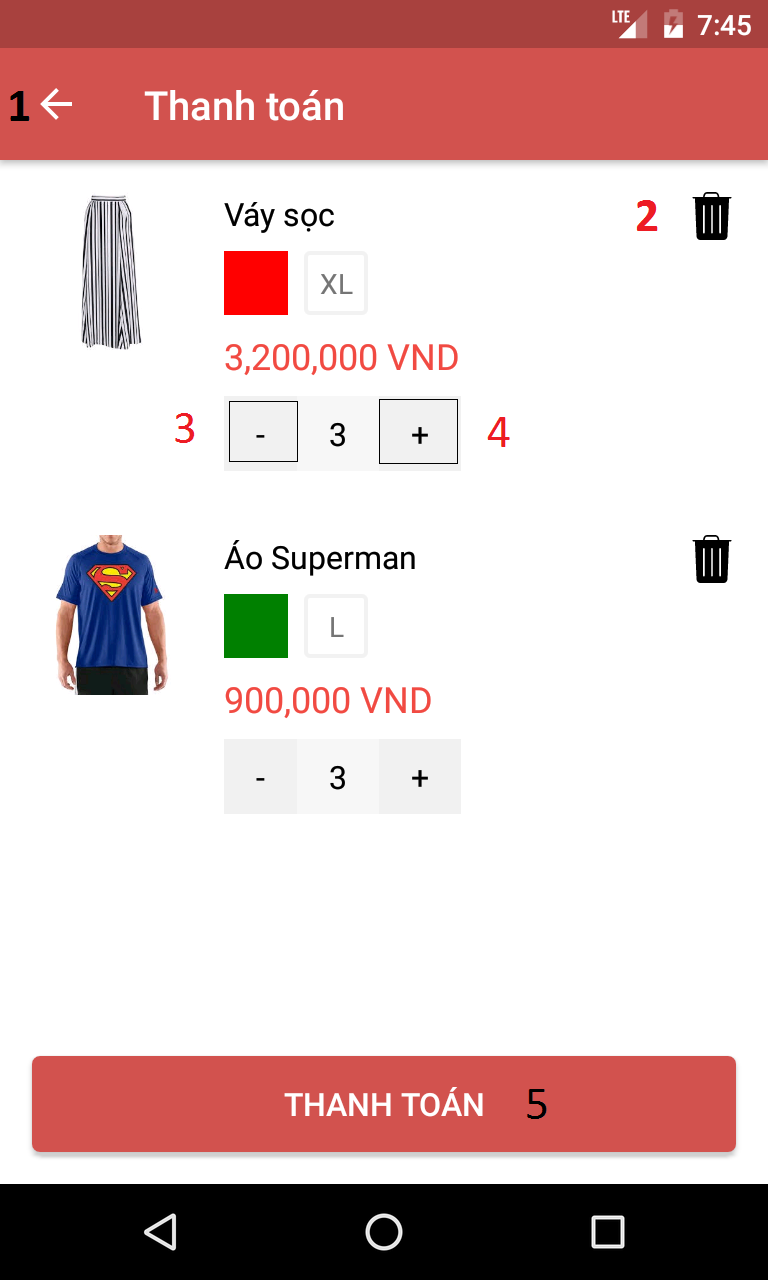 LTE 7:45
1 Thanh toán
Váy sọc 2
XL
3,200,000 VND
3 - 3 + 4
Áo Superman
S
L
900,000 VND
- 3 +
THANH TOÁN 5